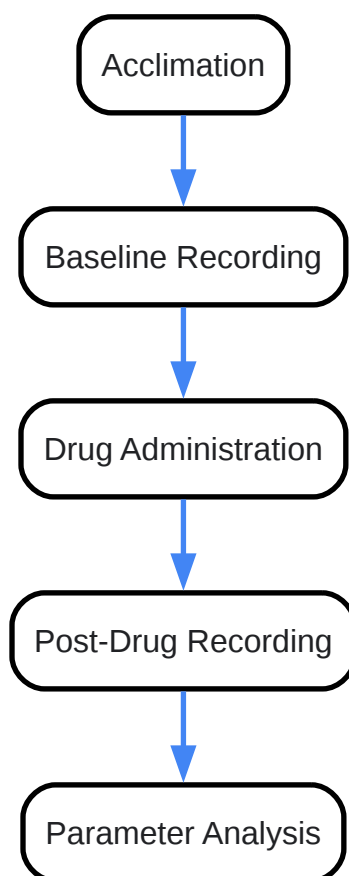 Acclimation
Baseline Recording
Drug Administration
Post-Drug Recording
Parameter Analysis